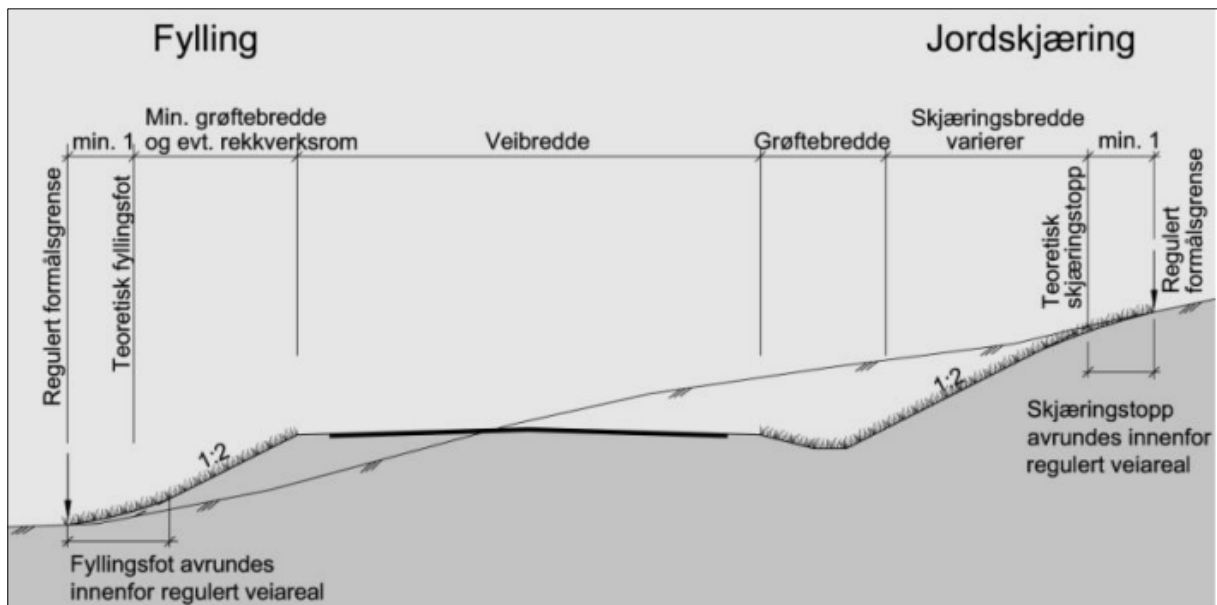 Fylling
Jordskjæring
min. 1
Min. grøftebredde
og evt. rekkverksrom
Veibredde
Grøftebredde
Skjæringsbredde
varierer
min. 1
Regulert formålsgrense
Teoretisk fyllingsfot
Teoretisk
skjæringstopp
Regulert
formålsgrense
1:2
1:2
Skjæringstopp
avrundes innenfor
regulert veiareal
Fyllingsfot avrundes
innenfor regulert veiareal